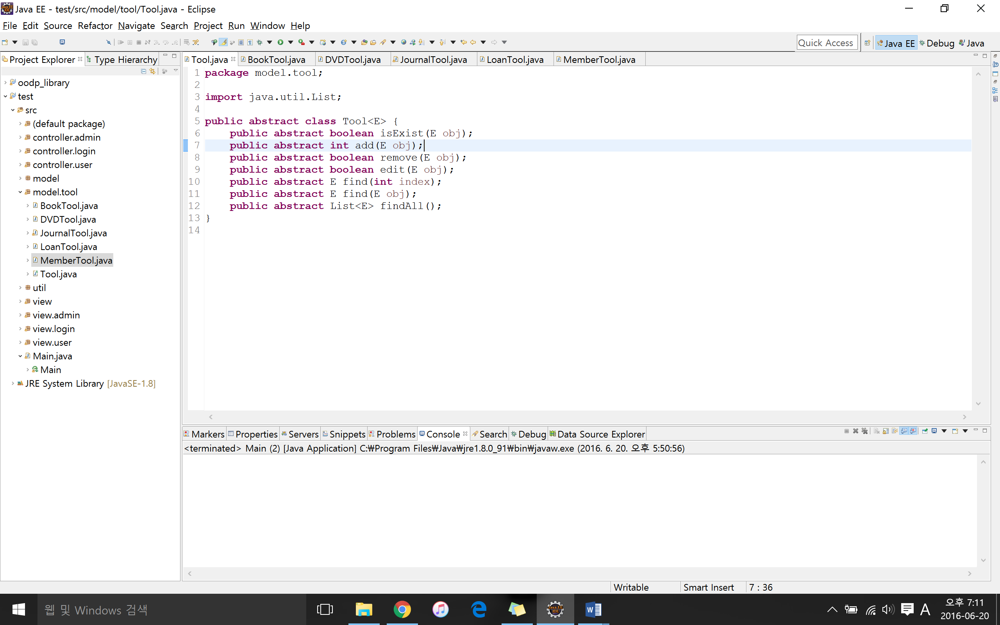 Java EE - test/src/model/tool/Tool.java - Eclipse
File Edit Source Refactor Navigate Search Project Run Window Help
Quick Access Java EE Debug Java
Project Explorer Type Hierarchy
Tool.java BookTool.java DVDTool.java JournalTool.java LoanTool.java MemberTool.java
oodp_library
test
src
(default package)
controller.admin
controller.login
controller.user
model
model.tool
BookTool.java
DVDTool.java
JournalTool.java
LoanTool.java
MemberTool.java
Tool.java
util
view
view.admin
view.login
view.user
Main.java
Main
JRE System Library [JavaSE-1.8]
1 package model.tool;
2
3 import java.util.List;
4
5 public abstract class Tool<E> {
6 public abstract boolean isExist(E obj);
7 public abstract int add(E obj);
8 public abstract boolean remove(E obj);
9 public abstract boolean edit(E obj);
10 public abstract E find(int index);
11 public abstract E find(E obj);
12 public abstract List<E> findAll();
13 }
14
Markers Properties Servers Snippets Problems Console Search Debug Data Source Explorer
<terminated> Main (2) [Java Application] C:₩Program Files₩Java₩jre1.8.0_91₩bin₩javaw.exe (2016. 6. 20. 오후 5:50:56)
Writable Smart Insert 7 : 36
웹 및 Windows 검색
Java EE IDE
A
오후 7:11
2016-06-20